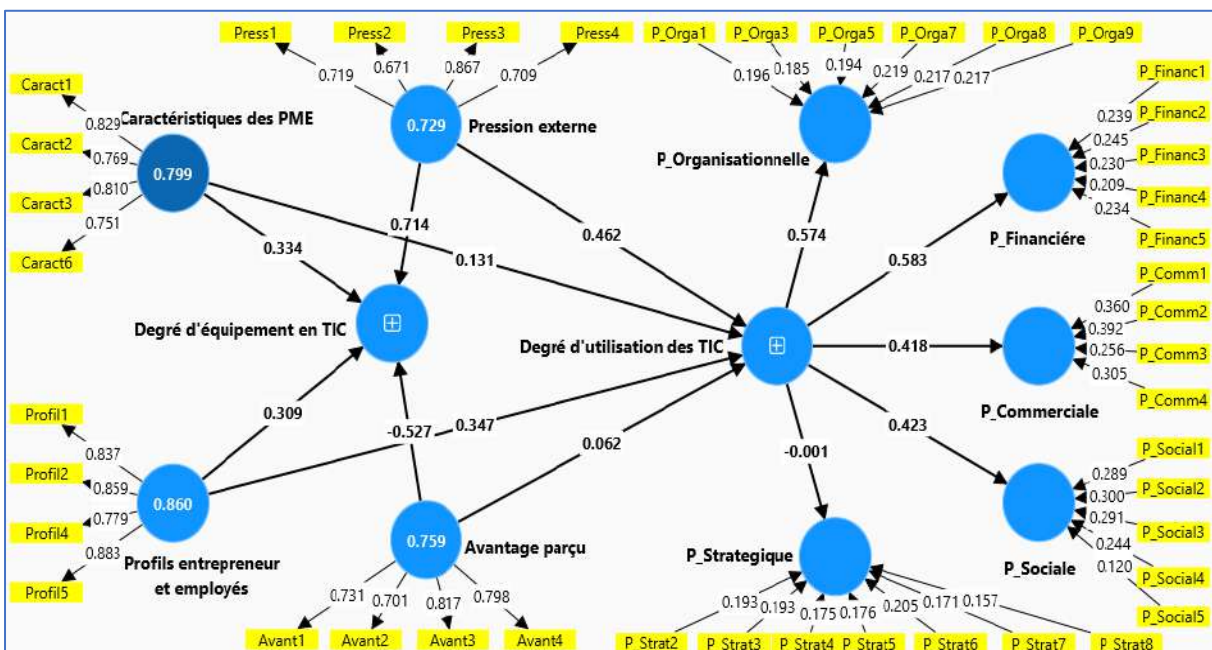 Press1
Press2
Press3
Press4
0.719
0.671
0.867
0.709
P_Orga1
P_Orga3
P_Orga5
P_Orga7
P_Orga8
P_Orga9
0.196
0.185
0.194
0.219
0.217
0.217
Caract1
Caract2
Caract3
Caract6
0.829
0.769
0.810
0.751
Caractéristiques des PME
0.799
0.729
Pression externe
P_Organisationnelle
P_Financ1
P_Financ2
P_Financ3
P_Financ4
P_Financ5
0.239
0.245
0.230
0.209
0.234
P_Financiére
0.334
0.714
0.131
0.462
0.574
0.583
Degré d'équipement en TIC
Degré d'utilisation des TIC
0.418
P_Comm1
P_Comm2
P_Comm3
P_Comm4
0.360
0.392
0.256
0.305
P_Commerciale
0.309
-0.527
0.347
0.062
-0.001
0.423
Profil1
Profil2
Profil4
Profil5
0.837
0.859
0.779
0.883
0.860
Profils entrepreneur
et employés
0.759
Avantage parçu
0.731
0.701
0.817
0.798
Avant1
Avant2
Avant3
Avant4
P_Strategique
0.193
0.193
0.175
0.176
0.205
0.171
0.157
P_Strat2
P_Strat3
P_Strat4
P_Strat5
P_Strat6
P_Strat7
P_Strat8
P_Sociale
P_Social1
P_Social2
P_Social3
P_Social4
P_Social5
0.289
0.300
0.291
0.244
0.120